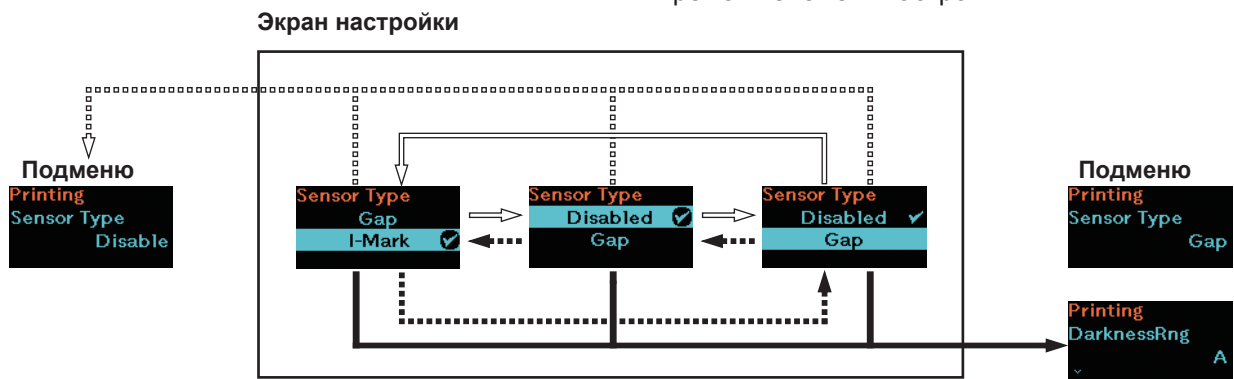 Экран настройки
Подменю
Printing
Sensor Type
Disable
Sensor Type
Gap
I-Mark
Sensor Type
Disabled
Gap
Sensor Type
Disabled
Gap
Подменю
Printing
Sensor Type
Gap
Printing
DarknessRng
A